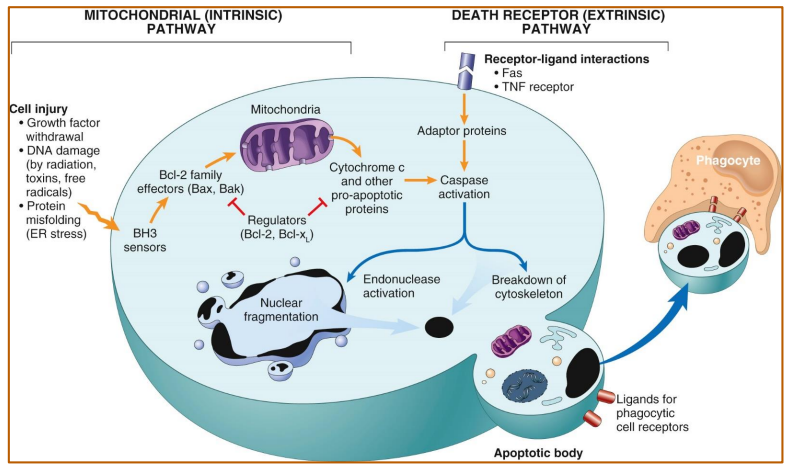 MITOCHONDRIAL (INTRINSIC)
PATHWAY
DEATH RECEPTOR (EXTRINSIC)
PATHWAY
Receptor-ligand interactions
• Fas
• TNF receptor
Cell injury
• Growth factor
withdrawal
• DNA damage
(by radiation,
toxins, free
radicals)
• Protein
misfolding
(ER stress)
Mitochondria
Adaptor proteins
Phagocyte
Bcl-2 family
effectors (Bax, Bak)
Cytochrome c
and other
pro-apoptotic
proteins
Caspase
activation
BH3
sensors
Regulators
(Bcl-2, Bcl-xL)
Endonuclease
activation
Breakdown of
cytoskeleton
Nuclear
fragmentation
Ligands for
phagocytic
cell receptors
Apoptotic body